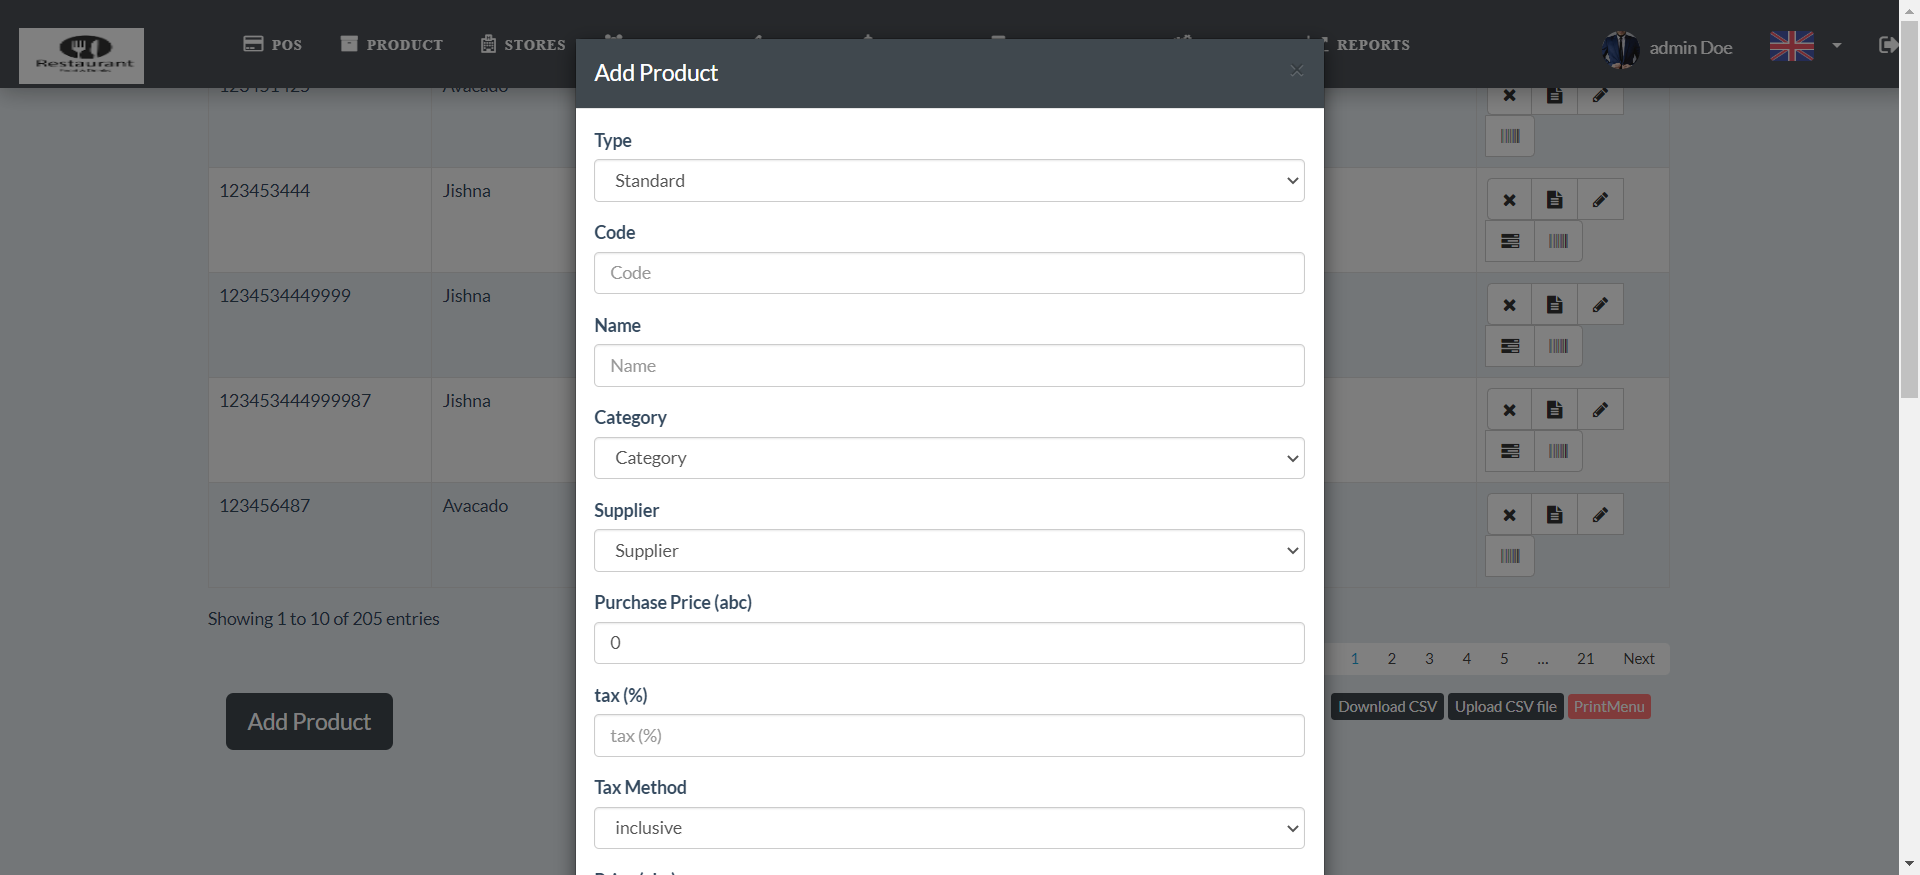 Restaurant
POS
PRODUCT
STORES
REPORTS
admin Doe
Add Product
×
Type
Standard
Code
Code
Name
Name
Category
Category
Supplier
Supplier
Purchase Price (abc)
0
tax (%)
tax (%)
Tax Method
inclusive
123453444
Jishna
1234534449999
Jishna
123453444999987
Jishna
123456487
Avacado
Showing 1 to 10 of 205 entries
1 2 3 4 5 ... 21 Next
Add Product
Download CSV
Upload CSV file
PrintMenu